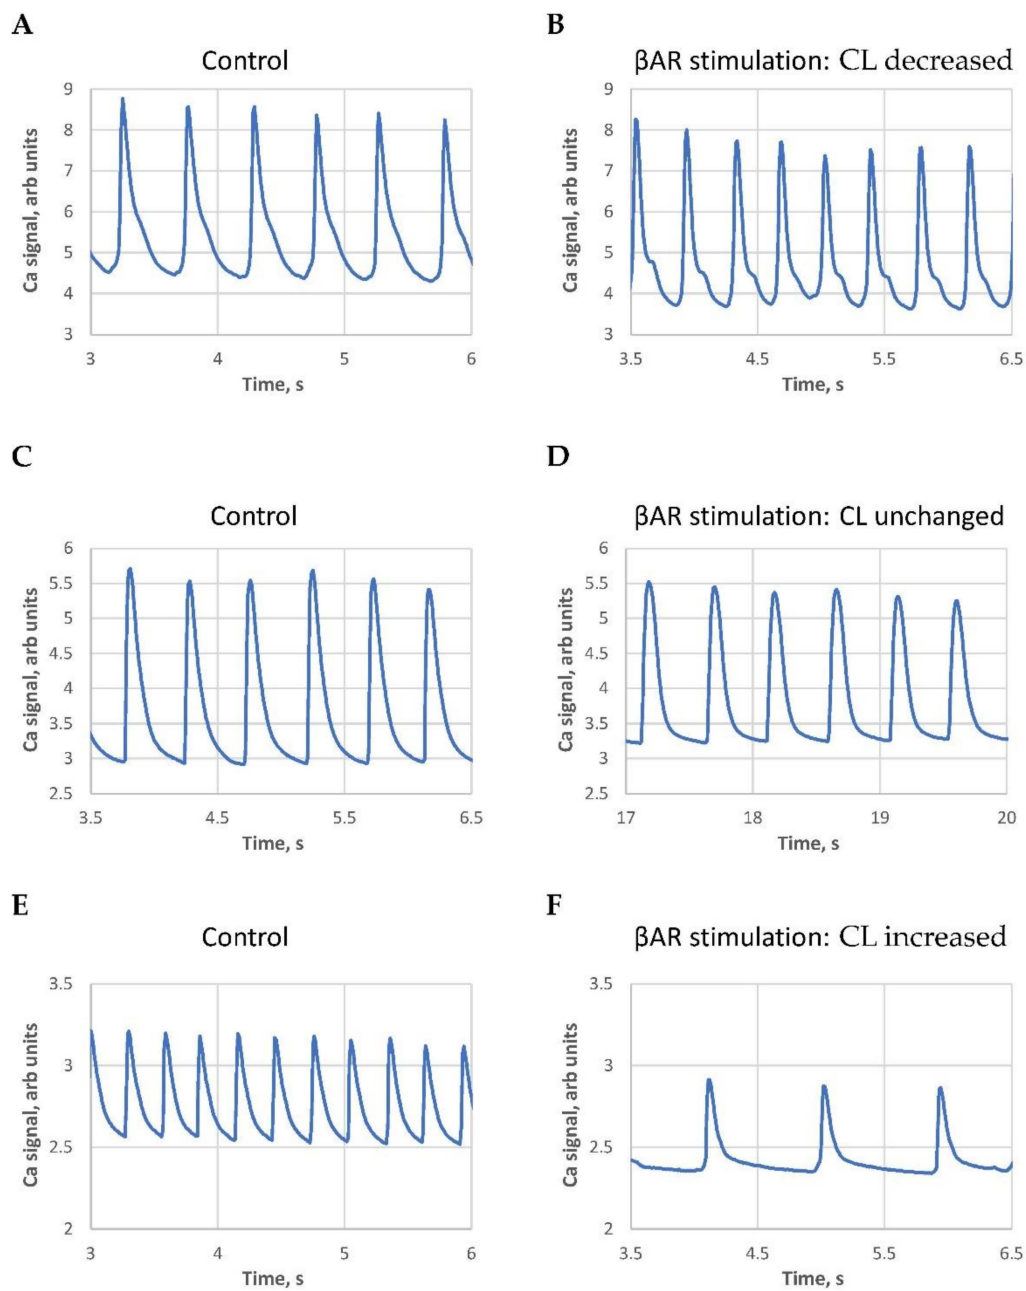 A
Control
Ca signal, arb units
9
8
7
6
5
4
3
3 4 5 6
Time, s
B
βAR stimulation: CL decreased
Ca signal, arb units
9
8
7
6
5
4
3
3.5 4.5 5.5 6.5
Time, s
C
Control
Ca signal, arb units
6
5.5
5
4.5
4
3.5
3
2.5
3.5 4.5 5.5 6.5
Time, s
D
βAR stimulation: CL unchanged
Ca signal, arb units
6
5.5
5
4.5
4
3.5
3
2.5
17 18 19 20
Time, s
E
Control
Ca signal, arb units
3.5
3
2.5
2
3 4 5 6
Time, s
F
βAR stimulation: CL increased
Ca signal, arb units
3.5
3
2.5
2
3.5 4.5 5.5 6.5
Time, s